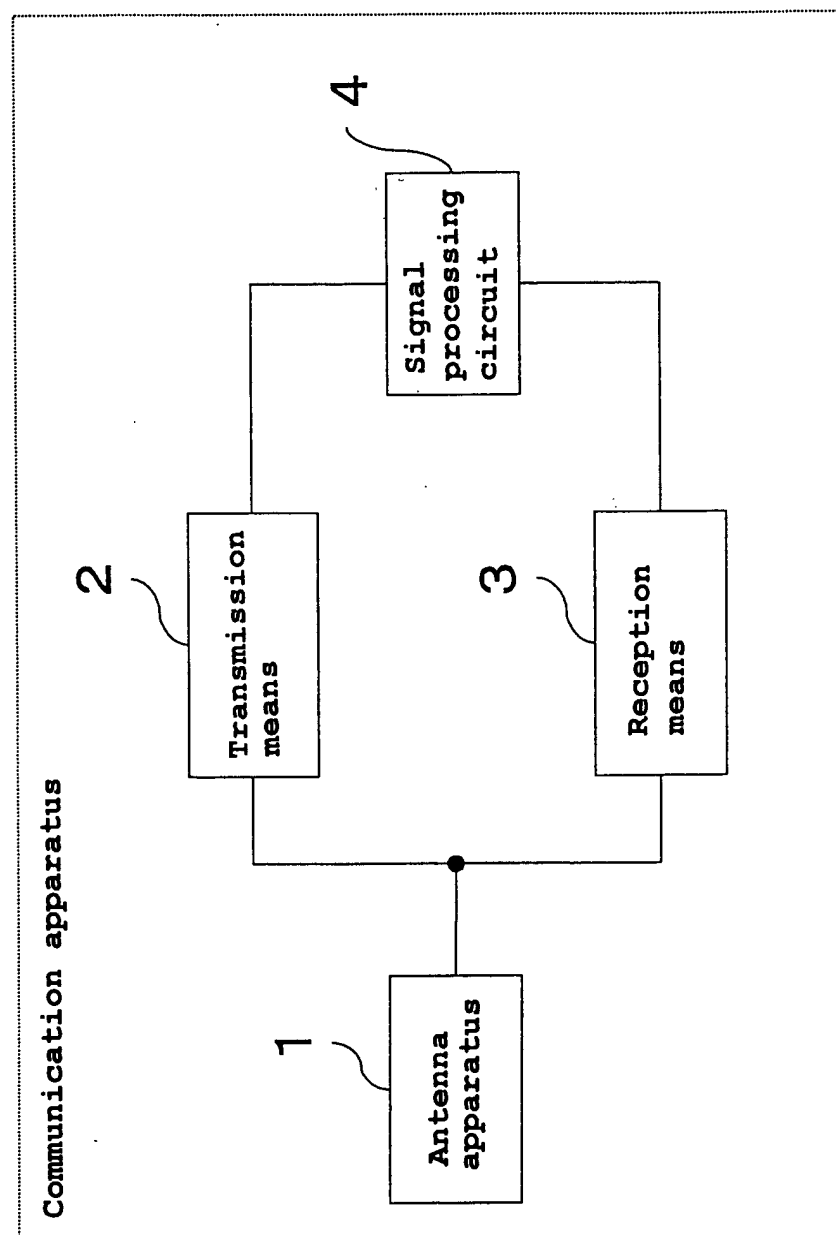 Communication apparatus
1
Antenna
apparatus
2
Transmission
means
3
Reception
means
4
Signal
processing
circuit